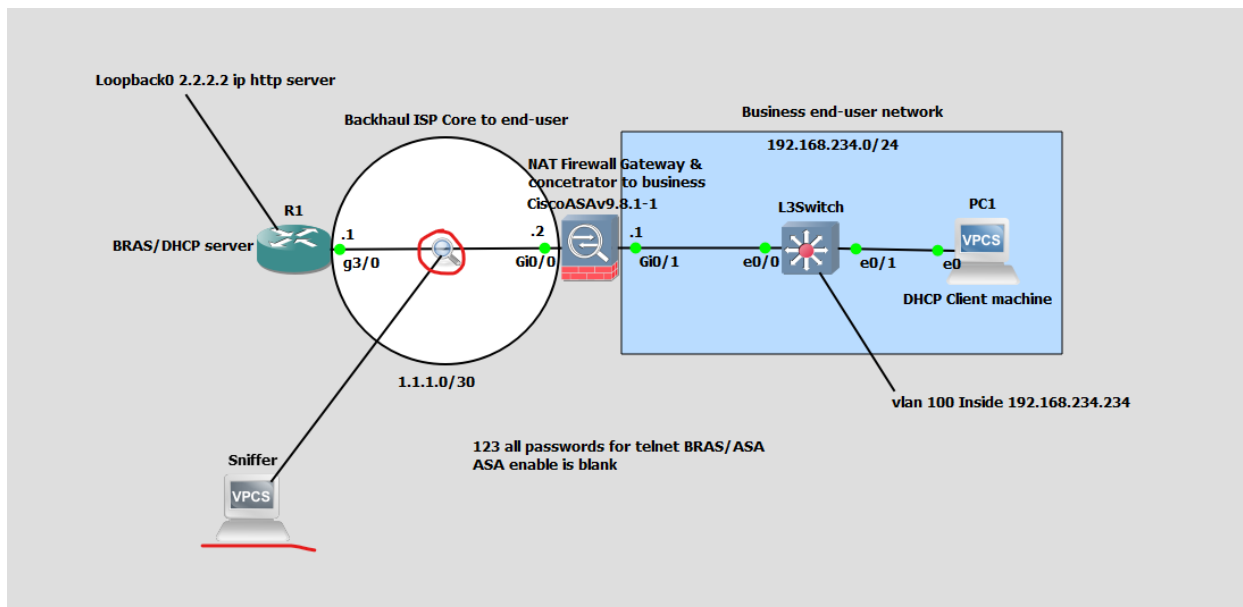 Loopback0 2.2.2.2 ip http server
Backhaul ISP Core to end-user
Business end-user network
192.168.234.0/24
NAT Firewall Gateway &
concetrator to business
CiscoASAv9.8.1-1
R1
BRAS/DHCP server
.1
g3/0
.2
Gi0/0
.1
Gi0/1
L3Switch
e0/0
e0/1
PC1
VPCS
e0
DHCP Client machine
1.1.1.0/30
vlan 100 Inside 192.168.234.234
123 all passwords for telnet BRAS/ASA
ASA enable is blank
Sniffer
VPCS